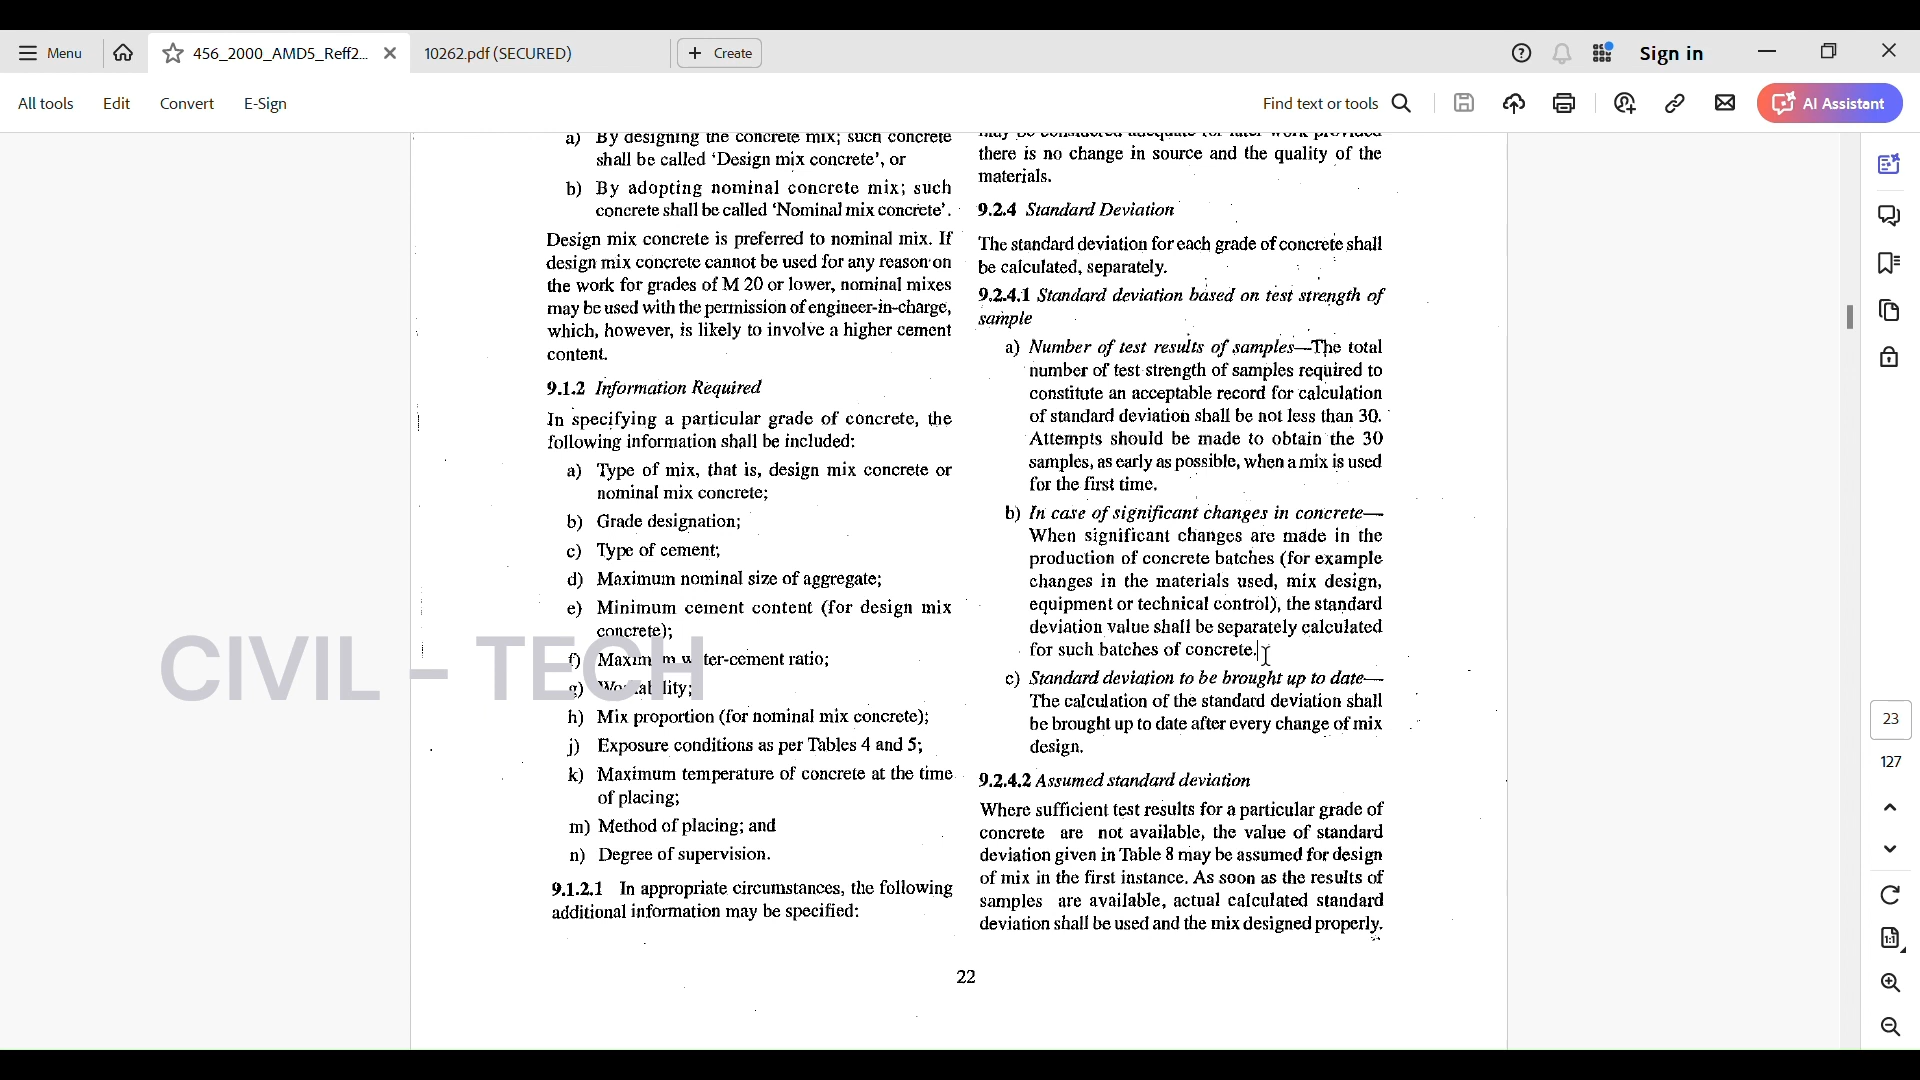 Menu
456_2000_AMD5_Reff2...
10262.pdf (SECURED)
Create
Sign in
All tools
Edit
Convert
E-Sign
Find text or tools
AI Assistant
a) By designing the concrete mix; such concrete
shall be called ‘Design mix concrete’, or
b) By adopting nominal concrete mix; such
concrete shall be called ‘Nominal mix concrete’.
Design mix concrete is preferred to nominal mix. If
design mix concrete cannot be used for any reason on
the work for grades of M 20 or lower, nominal mixes
may be used with the permission of engineer-in-charge,
which, however, is likely to involve a higher cement
content.
9.1.2 Information Required
In specifying a particular grade of concrete, the
following information shall be included:
a) Type of mix, that is, design mix concrete or
nominal mix concrete;
b) Grade designation;
c) Type of cement;
d) Maximum nominal size of aggregate;
e) Minimum cement content (for design mix
concrete);
f) Maximum water-cement ratio;
g) Workability;
h) Mix proportion (for nominal mix concrete);
j) Exposure conditions as per Tables 4 and 5;
k) Maximum temperature of concrete at the time
of placing;
m) Method of placing; and
n) Degree of supervision.
9.1.2.1 In appropriate circumstances, the following
additional information may be specified:
may be considered adequate for later work provided
there is no change in source and the quality of the
materials.
9.2.4 Standard Deviation
The standard deviation for each grade of concrete shall
be calculated, separately.
9.2.4.1 Standard deviation based on test strength of
sample
a) Number of test results of samples—The total
number of test strength of samples required to
constitute an acceptable record for calculation
of standard deviation shall be not less than 30.
Attempts should be made to obtain the 30
samples, as early as possible, when a mix is used
for the first time.
b) In case of significant changes in concrete—
When significant changes are made in the
production of concrete batches (for example
changes in the materials used, mix design,
equipment or technical control), the standard
deviation value shall be separately calculated
for such batches of concrete.
c) Standard deviation to be brought up to date—
The calculation of the standard deviation shall
be brought up to date after every change of mix
design.
9.2.4.2 Assumed standard deviation
Where sufficient test results for a particular grade of
concrete are not available, the value of standard
deviation given in Table 8 may be assumed for design
of mix in the first instance. As soon as the results of
samples are available, actual calculated standard
deviation shall be used and the mix designed properly.
22
CIVIL – TECH
23
127